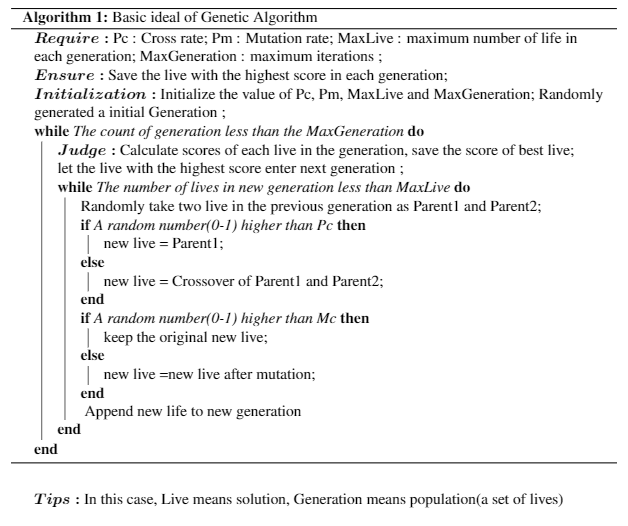 Algorithm 1: Basic ideal of Genetic Algorithm
Require : Pc : Cross rate; Pm : Mutation rate; MaxLive : maximum number of life in
each generation; MaxGeneration : maximum iterations ;
Ensure : Save the live with the highest score in each generation;
Initialization : Initialize the value of Pc, Pm, MaxLive and MaxGeneration; Randomly
generated a initial Generation ;
while The count of generation less than the MaxGeneration do
Judge : Calculate scores of each live in the generation, save the score of best live;
let the live with the highest score enter next generation ;
while The number of lives in new generation less than MaxLive do
Randomly take two live in the previous generation as Parent1 and Parent2;
if A random number(0-1) higher than Pc then
new live = Parent1;
else
new live = Crossover of Parent1 and Parent2;
end
if A random number(0-1) higher than Mc then
keep the original new live;
else
new live =new live after mutation;
end
Append new life to new generation
end
end
Tips : In this case, Live means solution, Generation means population(a set of lives)